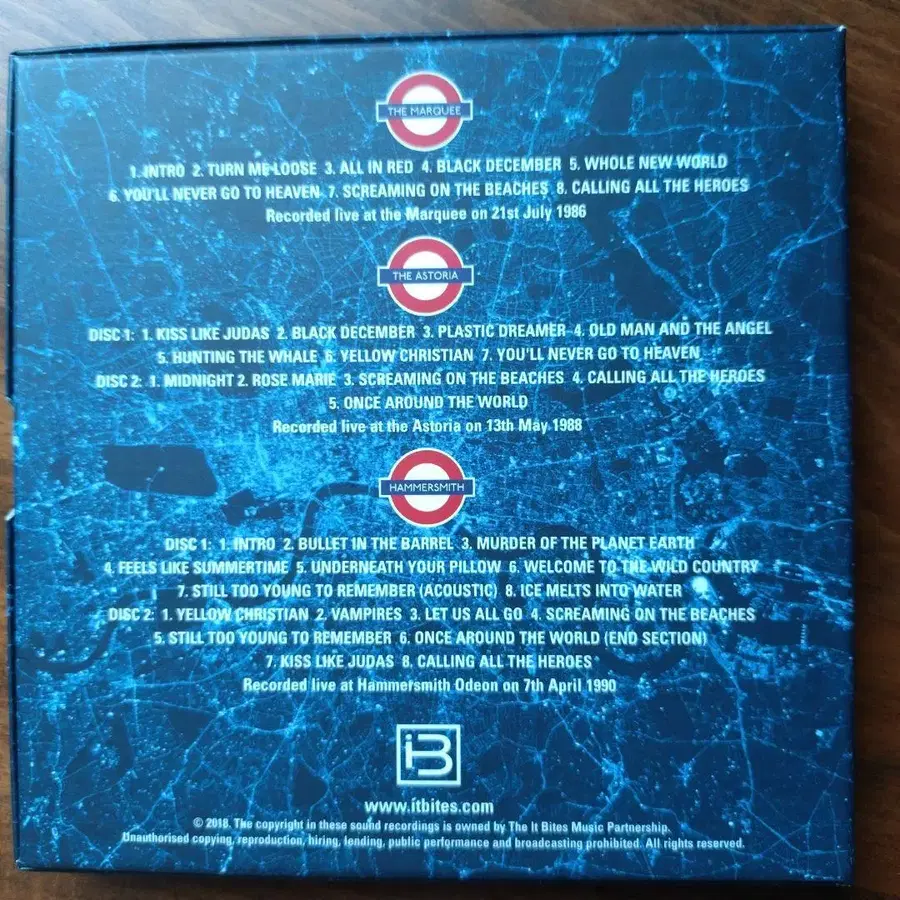 THE MARQUEE
1. INTRO 2. TURN ME LOOSE 3. ALL IN RED 4. BLACK DECEMBER 5. WHOLE NEW WORLD
6. YOU'LL NEVER GO TO HEAVEN 7. SCREAMING ON THE BEACHES 8. CALLING ALL THE HEROES
Recorded live at the Marquee on 21st July 1986
THE ASTORIA
DISC 1: 1. KISS LIKE JUDAS 2. BLACK DECEMBER 3. PLASTIC DREAMER 4. OLD MAN AND THE ANGEL
5. HUNTING THE WHALE 6. YELLOW CHRISTIAN 7. YOU'LL NEVER GO TO HEAVEN
DISC 2: 1. MIDNIGHT 2. ROSE MARIE 3. SCREAMING ON THE BEACHES 4. CALLING ALL THE HEROES
5. ONCE AROUND THE WORLD
Recorded live at the Astoria on 13th May 1988
HAMMERSMITH
DISC 1: 1. INTRO 2. BULLET IN THE BARREL 3. MURDER OF THE PLANET EARTH
4. FEELS LIKE SUMMERTIME 5. UNDERNEATH YOUR PILLOW 6. WELCOME TO THE WILD COUNTRY
7. STILL TOO YOUNG TO REMEMBER (ACOUSTIC) 8. ICE MELTS INTO WATER
DISC 2: 1. YELLOW CHRISTIAN 2. VAMPIRES 3. LET US ALL GO 4. SCREAMING ON THE BEACHES
5. STILL TOO YOUNG TO REMEMBER 6. ONCE AROUND THE WORLD (END SECTION)
7. KISS LIKE JUDAS 8. CALLING ALL THE HEROES
Recorded live at Hammersmith Odeon on 7th April 1990
iB
www.itbites.com
© 2018. The copyright in these sound recordings is owned by The It Bites Music Partnership.
Unauthorised copying, reproduction, hiring, lending, public performance and broadcasting prohibited. All rights reserved.